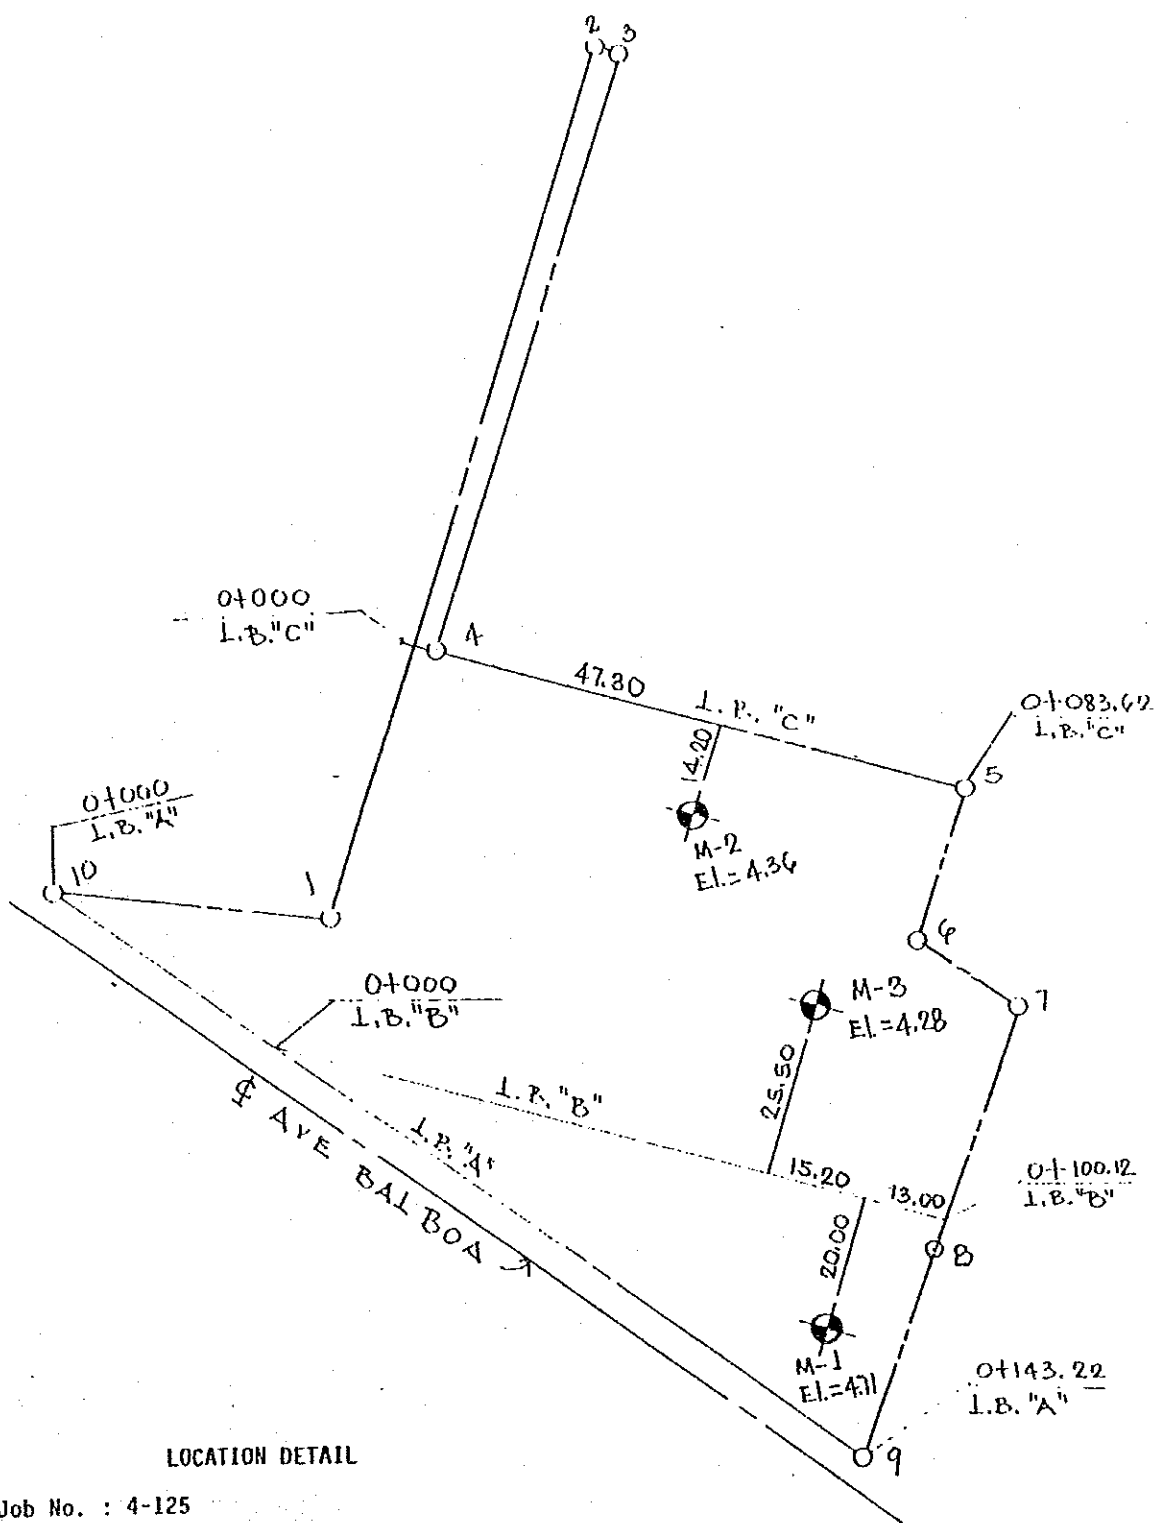 2
3
0+000
L.B. "C"
4
47.30
L.B. "C"
0+083.62
L.B. "C"
5
14.20
M-2
El.= 4.36
0+000
L.B. "A"
10
1
6
0+000
L.B. "B"
M-3
El.= 4.28
7
25.50
L.B. "B"
L.B. "A"
₵ AVE BALBOA
15.20
13.00
0+100.12
L.B. "B"
20.00
8
M-1
El.= 4.71
0+143.22
L.B. "A"
9
LOCATION DETAIL
Job No. : 4-125